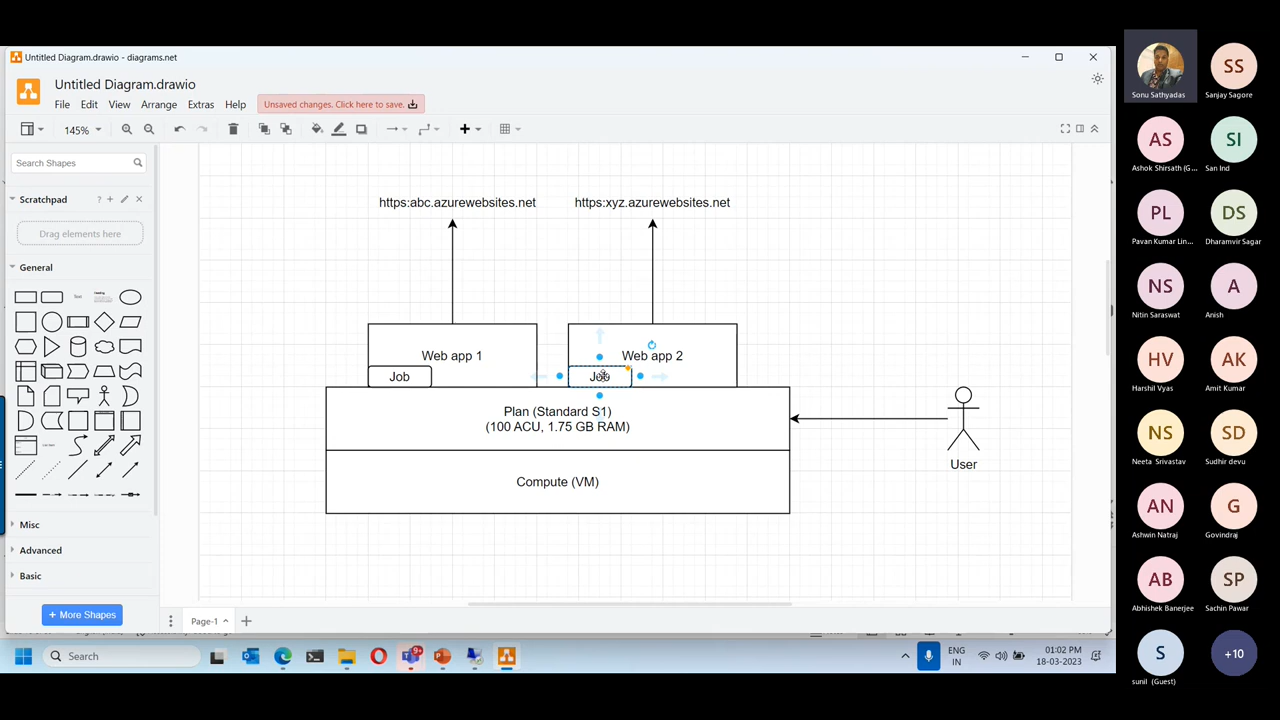 Untitled Diagram.drawio - diagrams.net
Untitled Diagram.drawio
File Edit View Arrange Extras Help
Unsaved changes. Click here to save.
145%
Search Shapes
Scratchpad
Drag elements here
General
Misc
Advanced
Basic
+ More Shapes
https:abc.azurewebsites.net
https:xyz.azurewebsites.net
Web app 1
Job
Web app 2
Job
Plan (Standard S1)
(100 ACU, 1.75 GB RAM)
Compute (VM)
User
Page-1
Search
9+
ENG
IN
01:02 PM
18-03-2023
Sonu Sathyadas
SS
Sanjay Sagore
AS
Ashok Shirsath (G...
SI
San Ind
PL
Pavan Kumar Lin...
DS
Dharamvir Sagar
NS
Nitin Saraswat
A
Anish
HV
Harshil Vyas
AK
Amit Kumar
NS
Neeta Srivastav
SD
Sudhir devu
AN
Ashwin Natraj
G
Govindraj
AB
Abhishek Banerjee
SP
Sachin Pawar
S
sunil (Guest)
+10